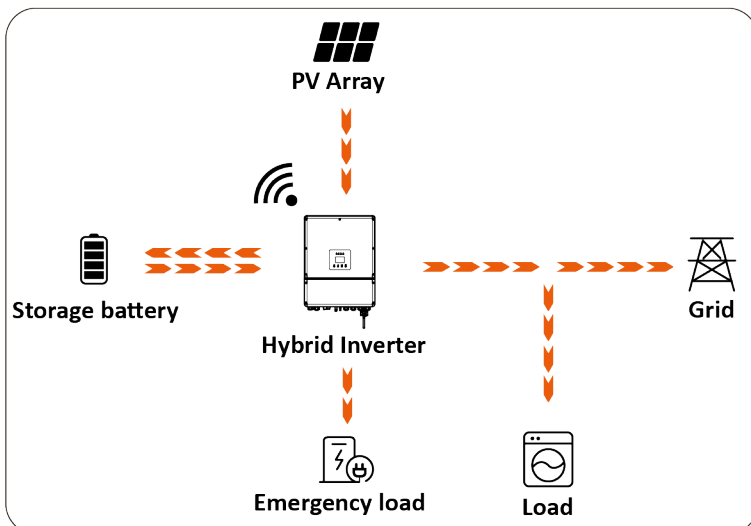 PV Array
Storage battery
Hybrid Inverter
Grid
Emergency load
Load